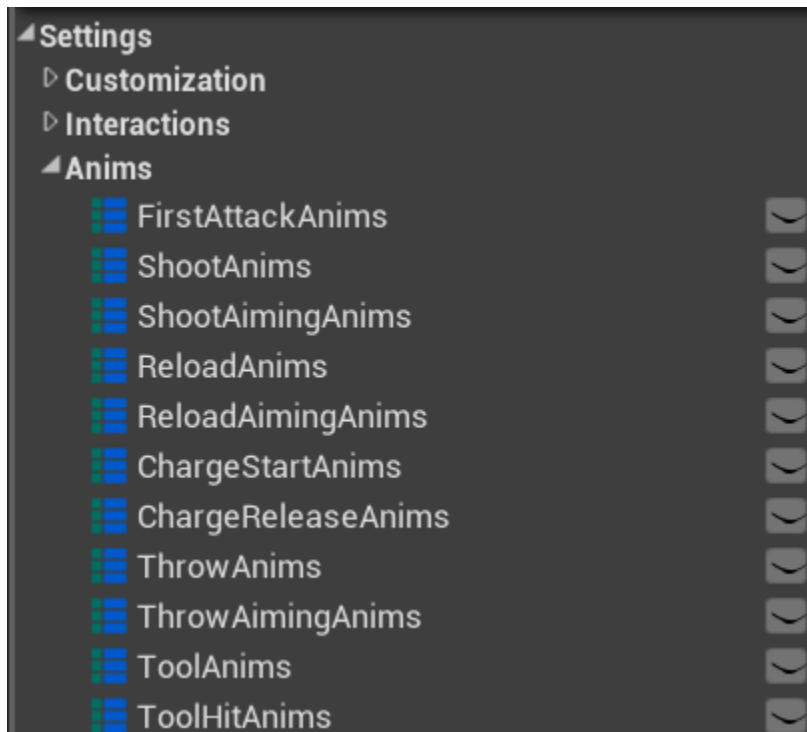 Settings
Customization
Interactions
Anims
FirstAttackAnims
ShootAnims
ShootAimingAnims
ReloadAnims
ReloadAimingAnims
ChargeStartAnims
ChargeReleaseAnims
ThrowAnims
ThrowAimingAnims
ToolAnims
ToolHitAnims